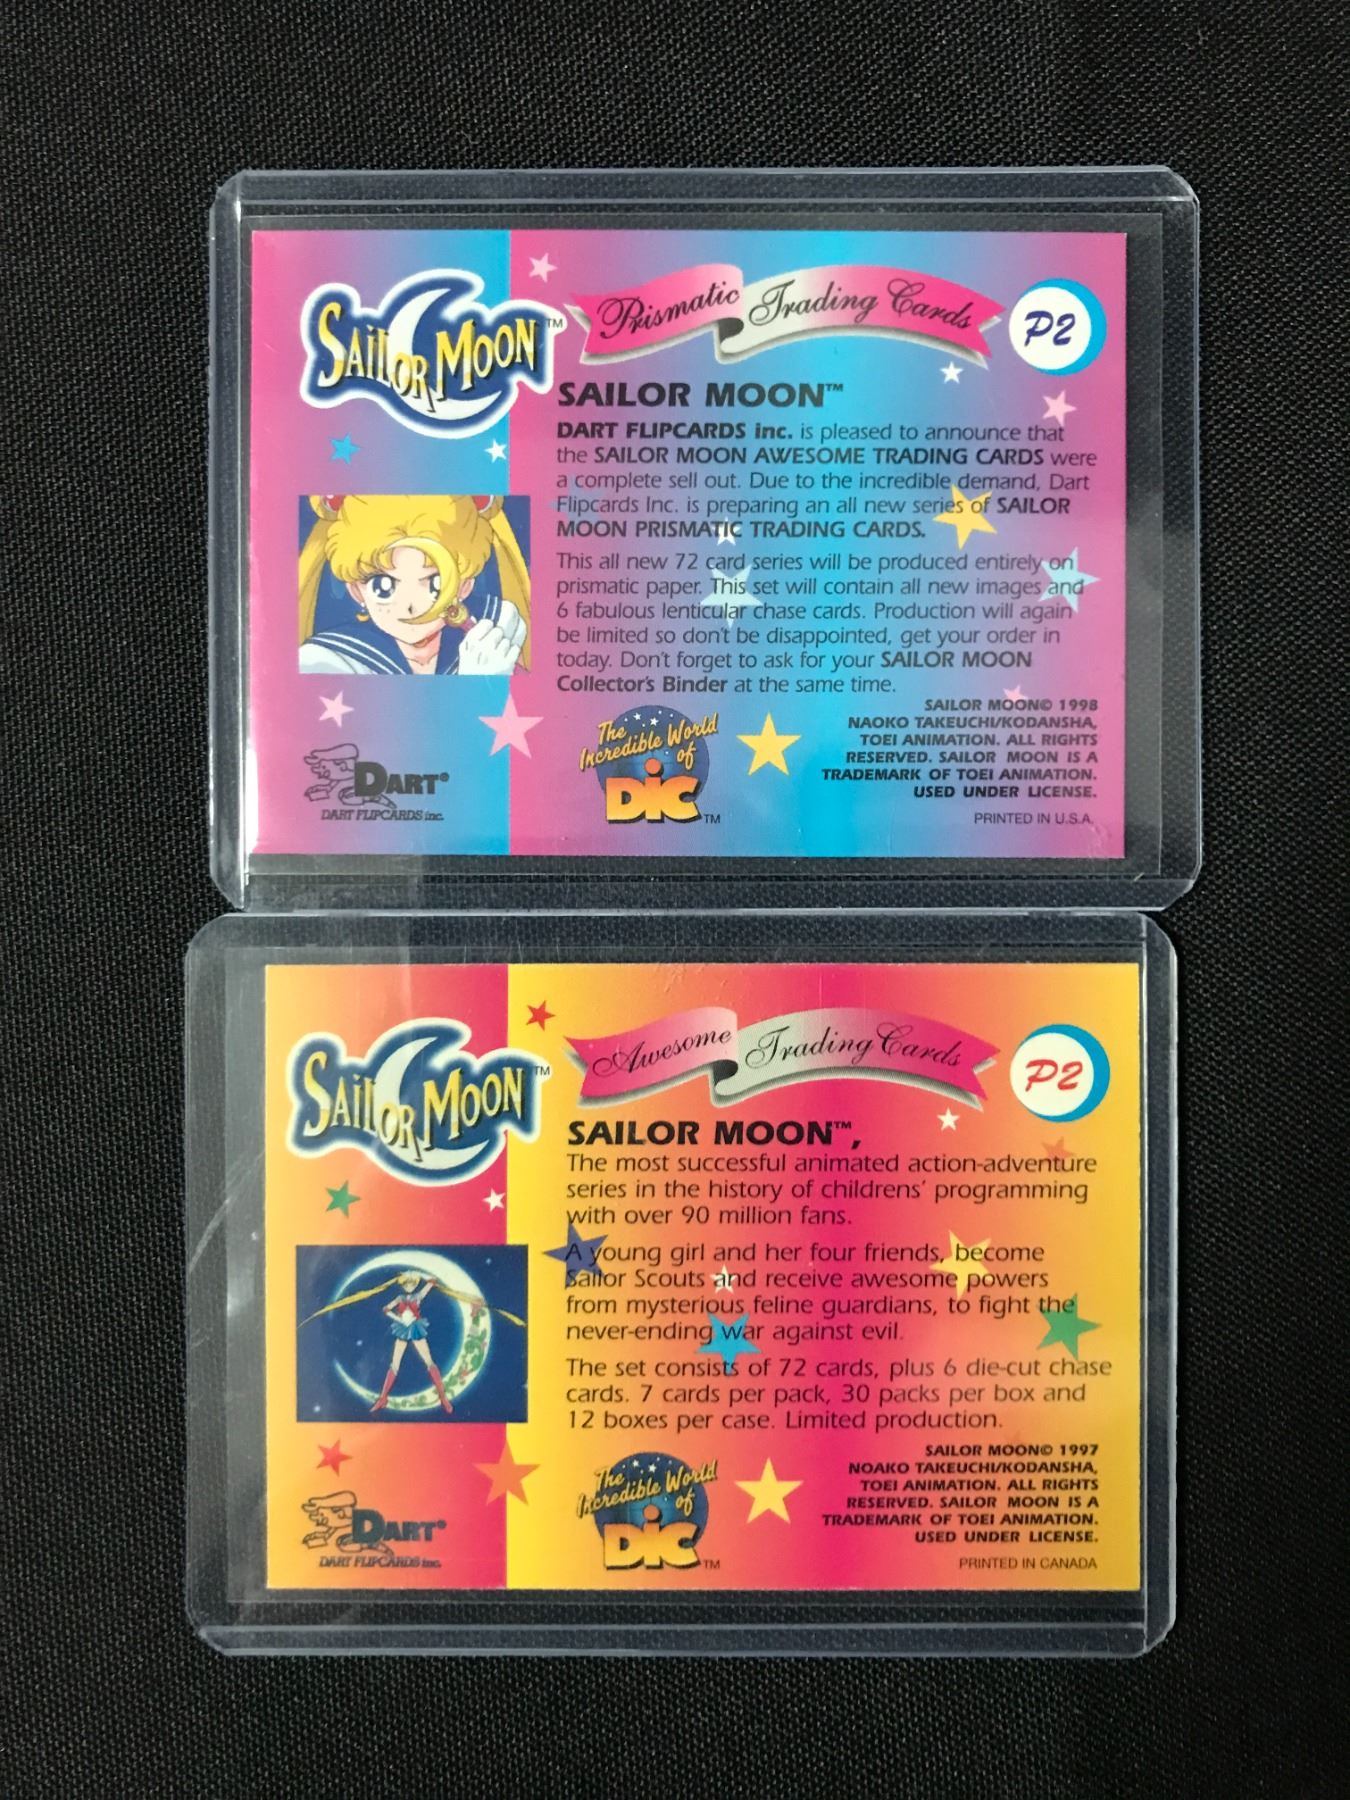 SAILOR MOON™
Prismatic Trading Cards
P2
SAILOR MOON™
DART FLIPCARDS inc. is pleased to announce that
the SAILOR MOON AWESOME TRADING CARDS were
a complete sell out. Due to the incredible demand, Dart
Flipcards Inc. is preparing an all new series of SAILOR
MOON PRISMATIC TRADING CARDS.
This all new 72 card series will be produced entirely on
prismatic paper. This set will contain all new images and
6 fabulous lenticular chase cards. Production will again
be limited so don't be disappointed, get your order in
today. Don't forget to ask for your SAILOR MOON
Collector's Binder at the same time.
SAILOR MOON© 1998
NAOKO TAKEUCHI/KODANSHA,
TOEI ANIMATION. ALL RIGHTS
RESERVED. SAILOR MOON IS A
TRADEMARK OF TOEI ANIMATION.
USED UNDER LICENSE.
PRINTED IN U.S.A.
DART®
DART FLIPCARDS inc.
The
Incredible World
of
DIC™
SAILOR MOON™
Awesome Trading Cards
P2
SAILOR MOON™,
The most successful animated action-adventure
series in the history of childrens' programming
with over 90 million fans.
A young girl and her four friends, become
Sailor Scouts and receive awesome powers
from mysterious feline guardians, to fight the
never-ending war against evil.
The set consists of 72 cards, plus 6 die-cut chase
cards. 7 cards per pack, 30 packs per box and
12 boxes per case. Limited production.
SAILOR MOON© 1997
NOAKO TAKEUCHI/KODANSHA,
TOEI ANIMATION. ALL RIGHTS
RESERVED. SAILOR MOON IS A
TRADEMARK OF TOEI ANIMATION.
USED UNDER LICENSE.
PRINTED IN CANADA
DART®
DART FLIPCARDS inc.
The
Incredible World
of
DIC™